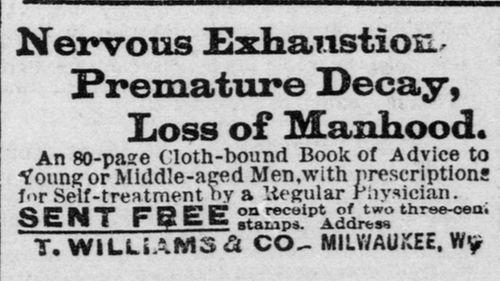 Nervous Exhaustion,
Premature Decay,
Loss of Manhood.
An 80-page Cloth-bound Book of Advice to
Young or Middle-aged Men, with prescriptions
for Self-treatment by a Regular Physician.
SENT FREE on receipt of two three-cent
stamps. Address
T. WILLIAMS & CO., MILWAUKEE, WIS